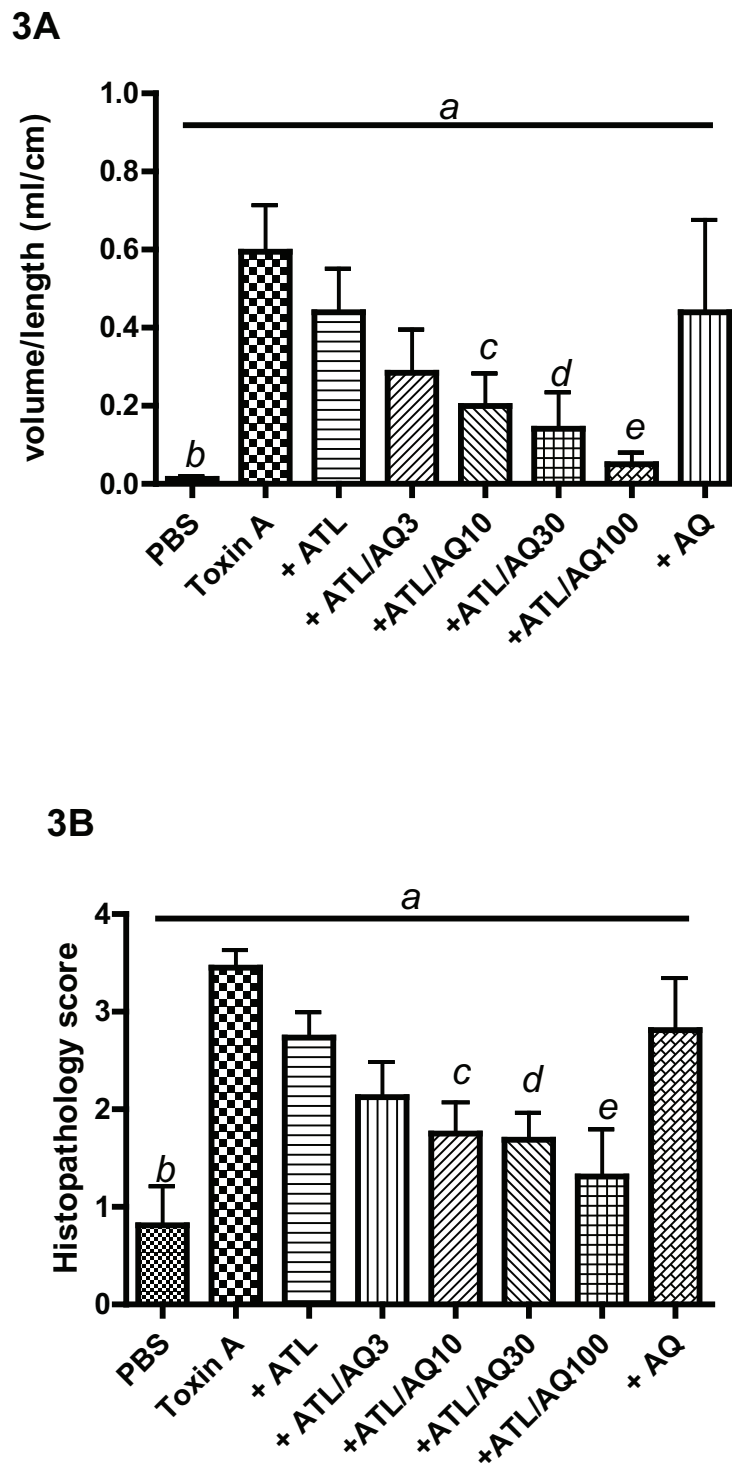 3A
volume/length (ml/cm)
1.0
0.8
0.6
0.4
0.2
0.0
a
b
c
d
e
PBS
Toxin A
+ ATL
+ ATL/AQ3
+ATL/AQ10
+ATL/AQ30
+ATL/AQ100
+ AQ
3B
Histopathology score
4
3
2
1
0
a
b
c
d
e
PBS
Toxin A
+ ATL
+ ATL/AQ3
+ATL/AQ10
+ATL/AQ30
+ATL/AQ100
+ AQ